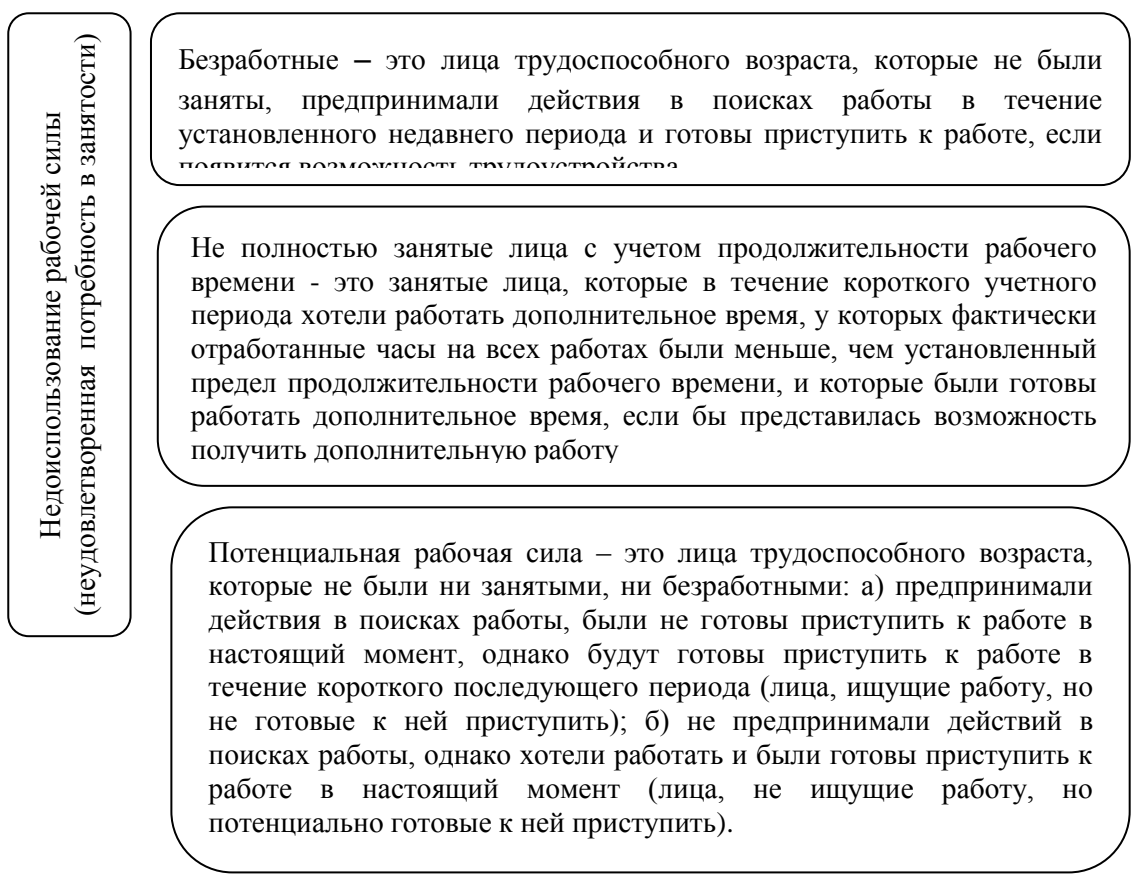 Недоиспользование рабочей силы
(неудовлетворенная потребность в занятости)
Безработные – это лица трудоспособного возраста, которые не были
заняты, предпринимали действия в поисках работы в течение
установленного недавнего периода и готовы приступить к работе, если
появится возможность трудоустройства
Не полностью занятые лица с учетом продолжительности рабочего
времени - это занятые лица, которые в течение короткого учетного
периода хотели работать дополнительное время, у которых фактически
отработанные часы на всех работах были меньше, чем установленный
предел продолжительности рабочего времени, и которые были готовы
работать дополнительное время, если бы представилась возможность
получить дополнительную работу
Потенциальная рабочая сила – это лица трудоспособного возраста,
которые не были ни занятыми, ни безработными: а) предпринимали
действия в поисках работы, были не готовы приступить к работе в
настоящий момент, однако будут готовы приступить к работе в
течение короткого последующего периода (лица, ищущие работу, но
не готовые к ней приступить); б) не предпринимали действий в
поисках работы, однако хотели работать и были готовы приступить к
работе в настоящий момент (лица, не ищущие работу, но
потенциально готовые к ней приступить).